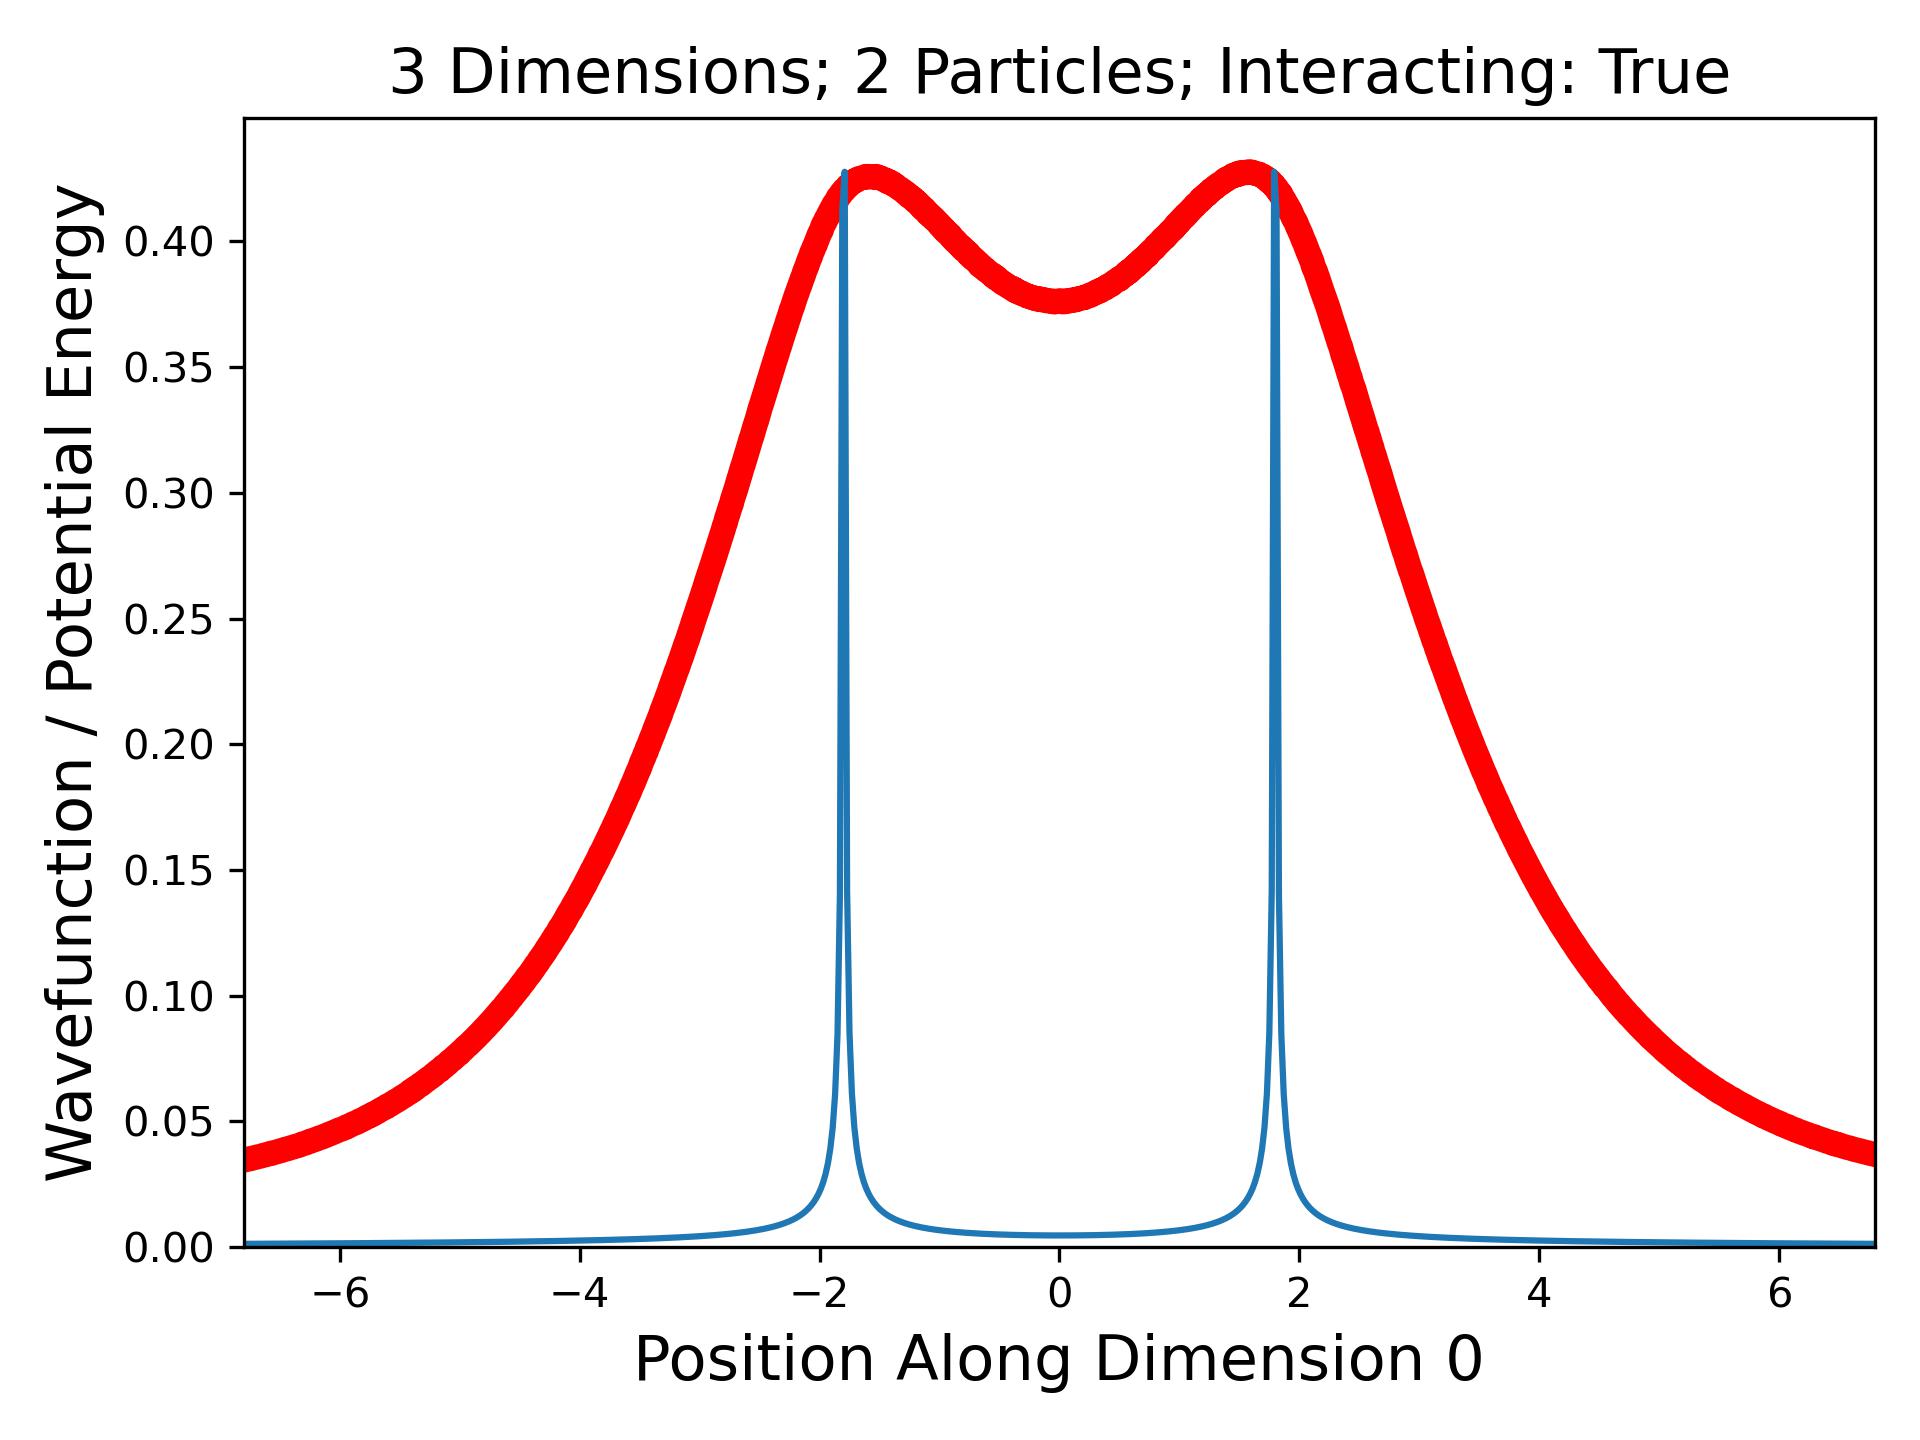 3 Dimensions; 2 Particles; Interacting: True
Wavefunction / Potential Energy
0.40
0.35
0.30
0.25
0.20
0.15
0.10
0.05
0.00
−6 −4 −2 0 2 4 6
Position Along Dimension 0